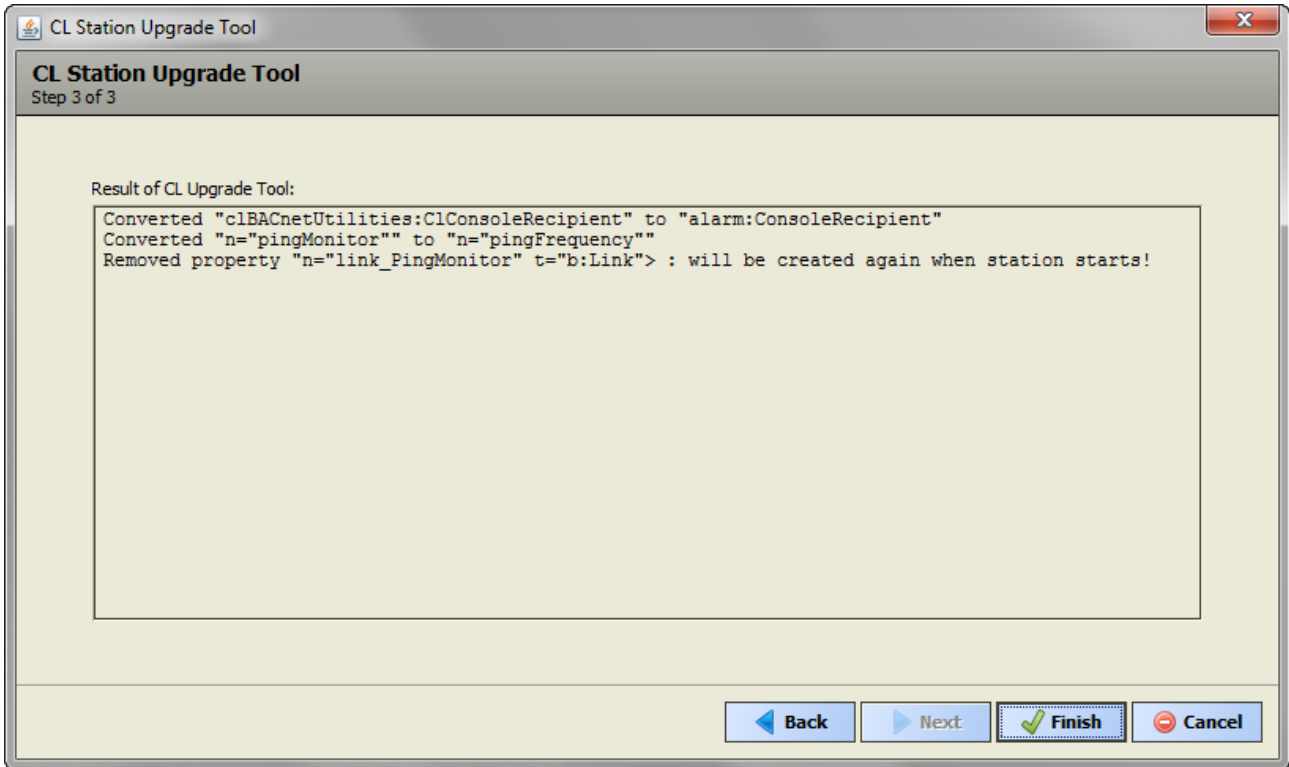 CL Station Upgrade Tool
CL Station Upgrade Tool
Step 3 of 3
Result of CL Upgrade Tool:
Converted "clBACnetUtilities:ClConsoleRecipient" to "alarm:ConsoleRecipient"
Converted "n="pingMonitor"" to "n="pingFrequency""
Removed property "n="link_PingMonitor" t="b:Link"> : will be created again when station starts!
Back
Next
Finish
Cancel